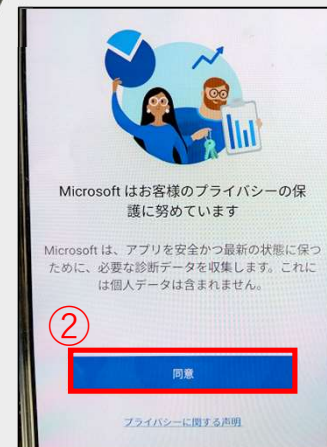 Microsoft はお客様のプライバシーの保
護に努めています
Microsoft は、アプリを安全かつ最新の状態に保つ
ために、必要な診断データを収集します。これに
は個人データは含まれません。
②
同意
プライバシーに関する声明